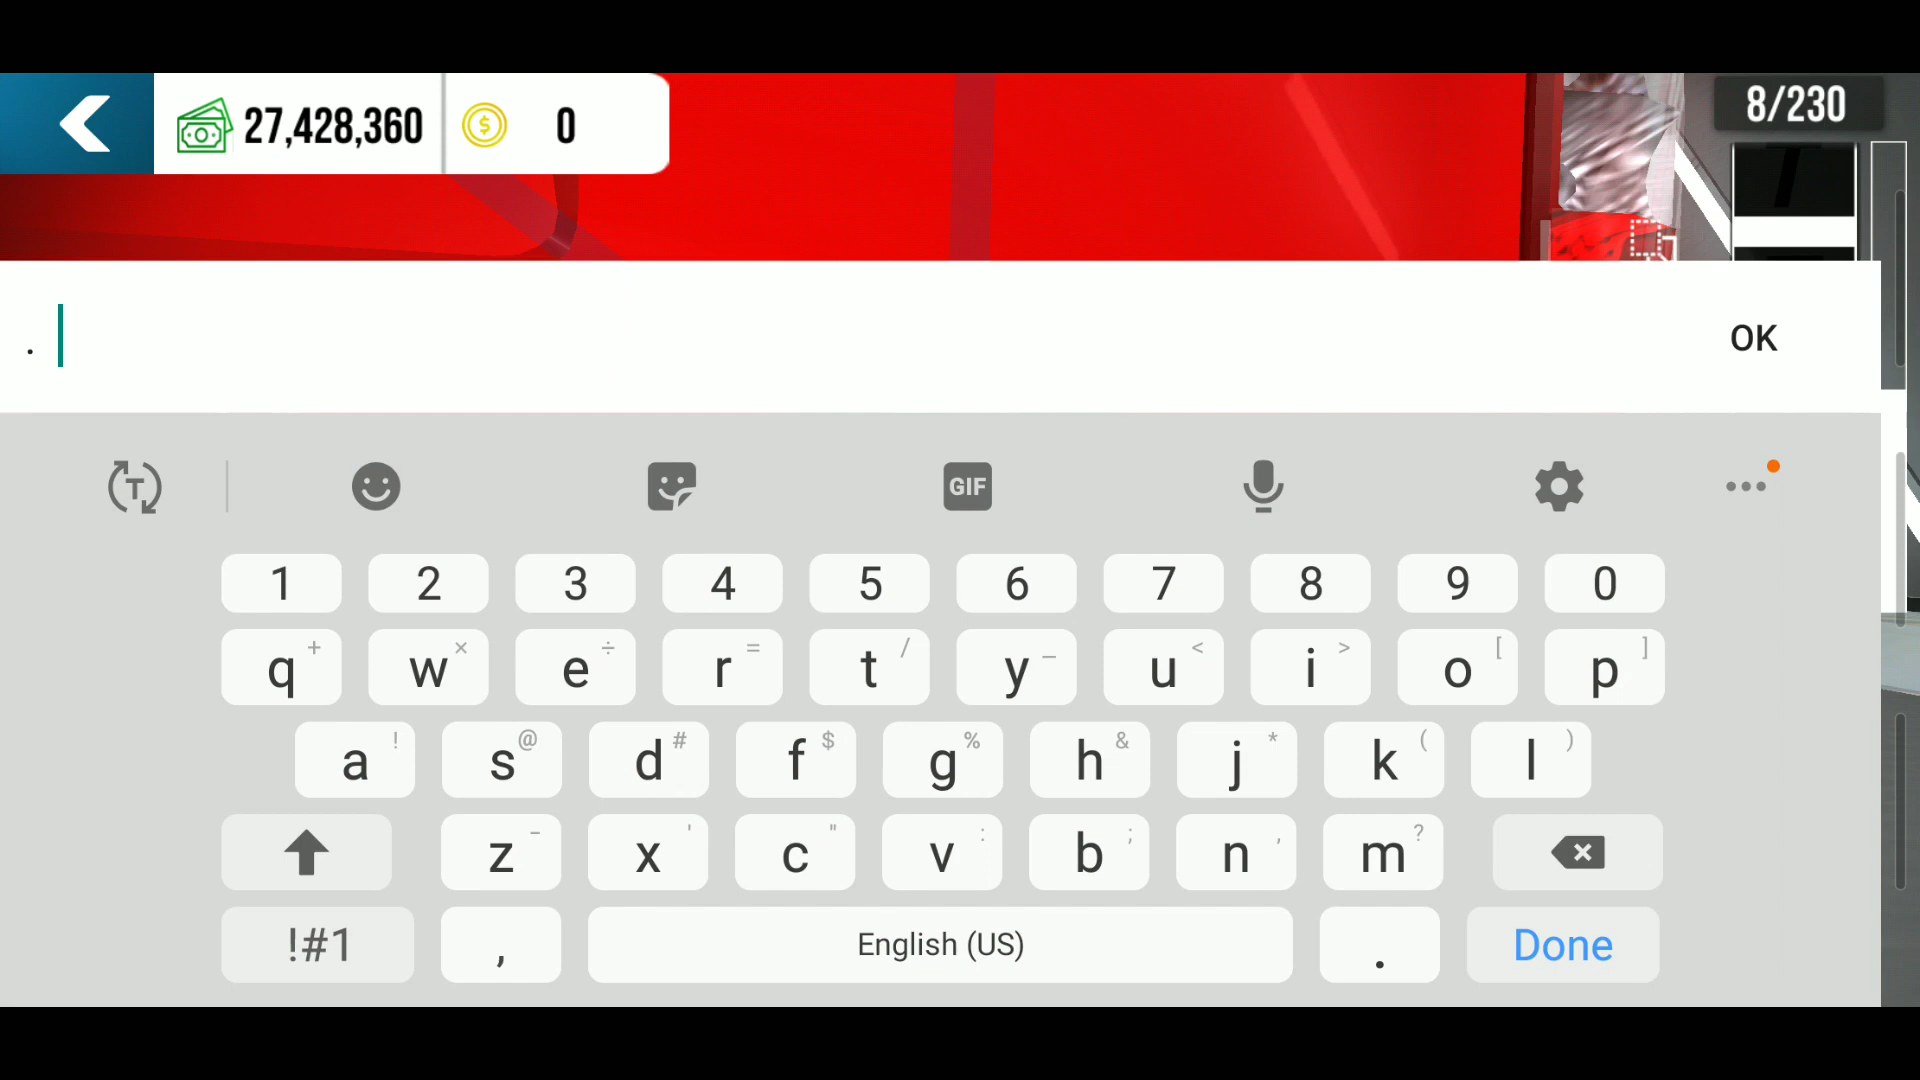 27,428,360 $ 0 8/230
. OK
T GIF
1 2 3 4 5 6 7 8 9 0
q + w × e ÷ r = t / y _ u < i > o [ p ]
a ! s @ d # f $ g % h & j * k ( l )
z - x ' c " v : b ; n , m ?
!#1 , English (US) . Done